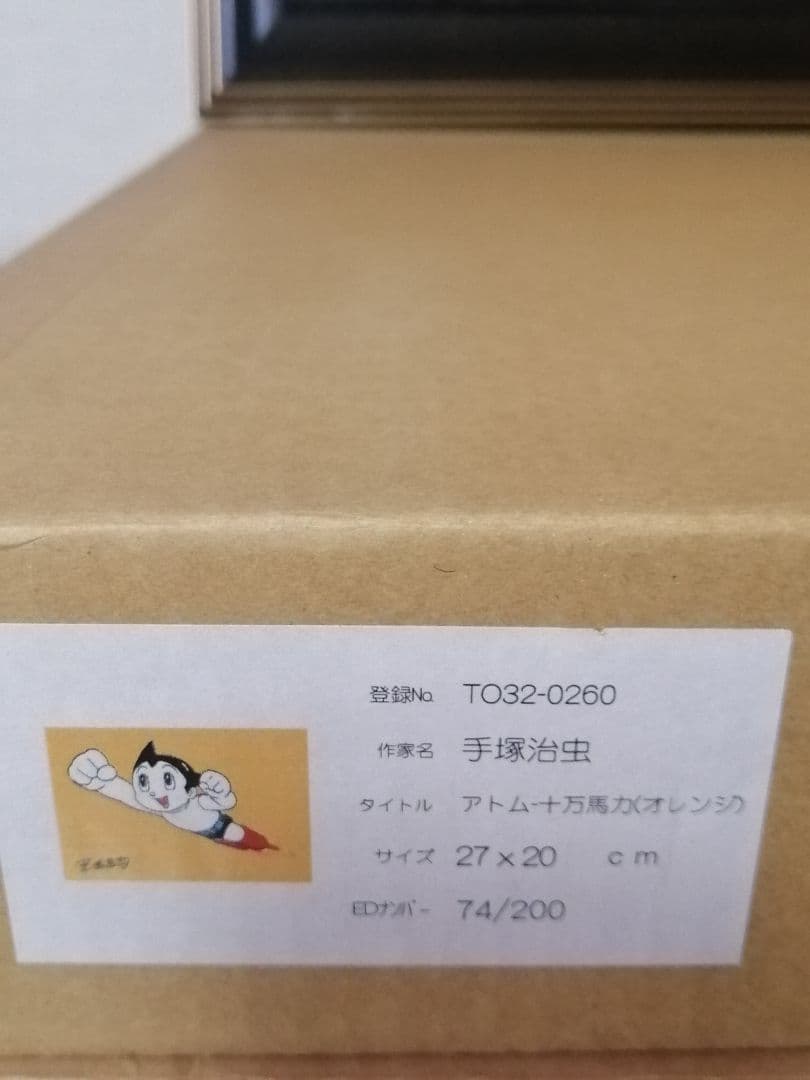 登録No. TO32-0260
作家名 手塚治虫
タイトル アトム-十万馬力(オレンジ)
サイズ 27×20 cm
EDナンバー 74/200